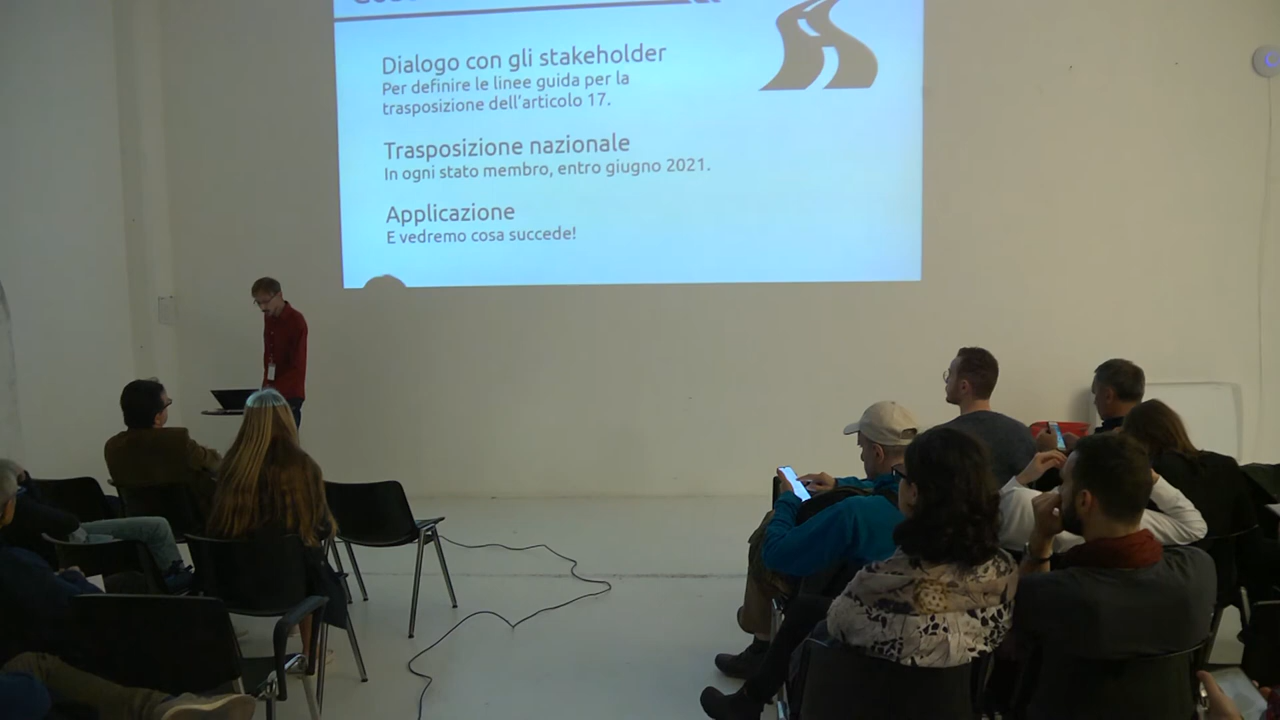 Dialogo con gli stakeholder
Per definire le linee guida per la
trasposizione dell'articolo 17.
Trasposizione nazionale
In ogni stato membro, entro giugno 2021.
Applicazione
E vedremo cosa succede!